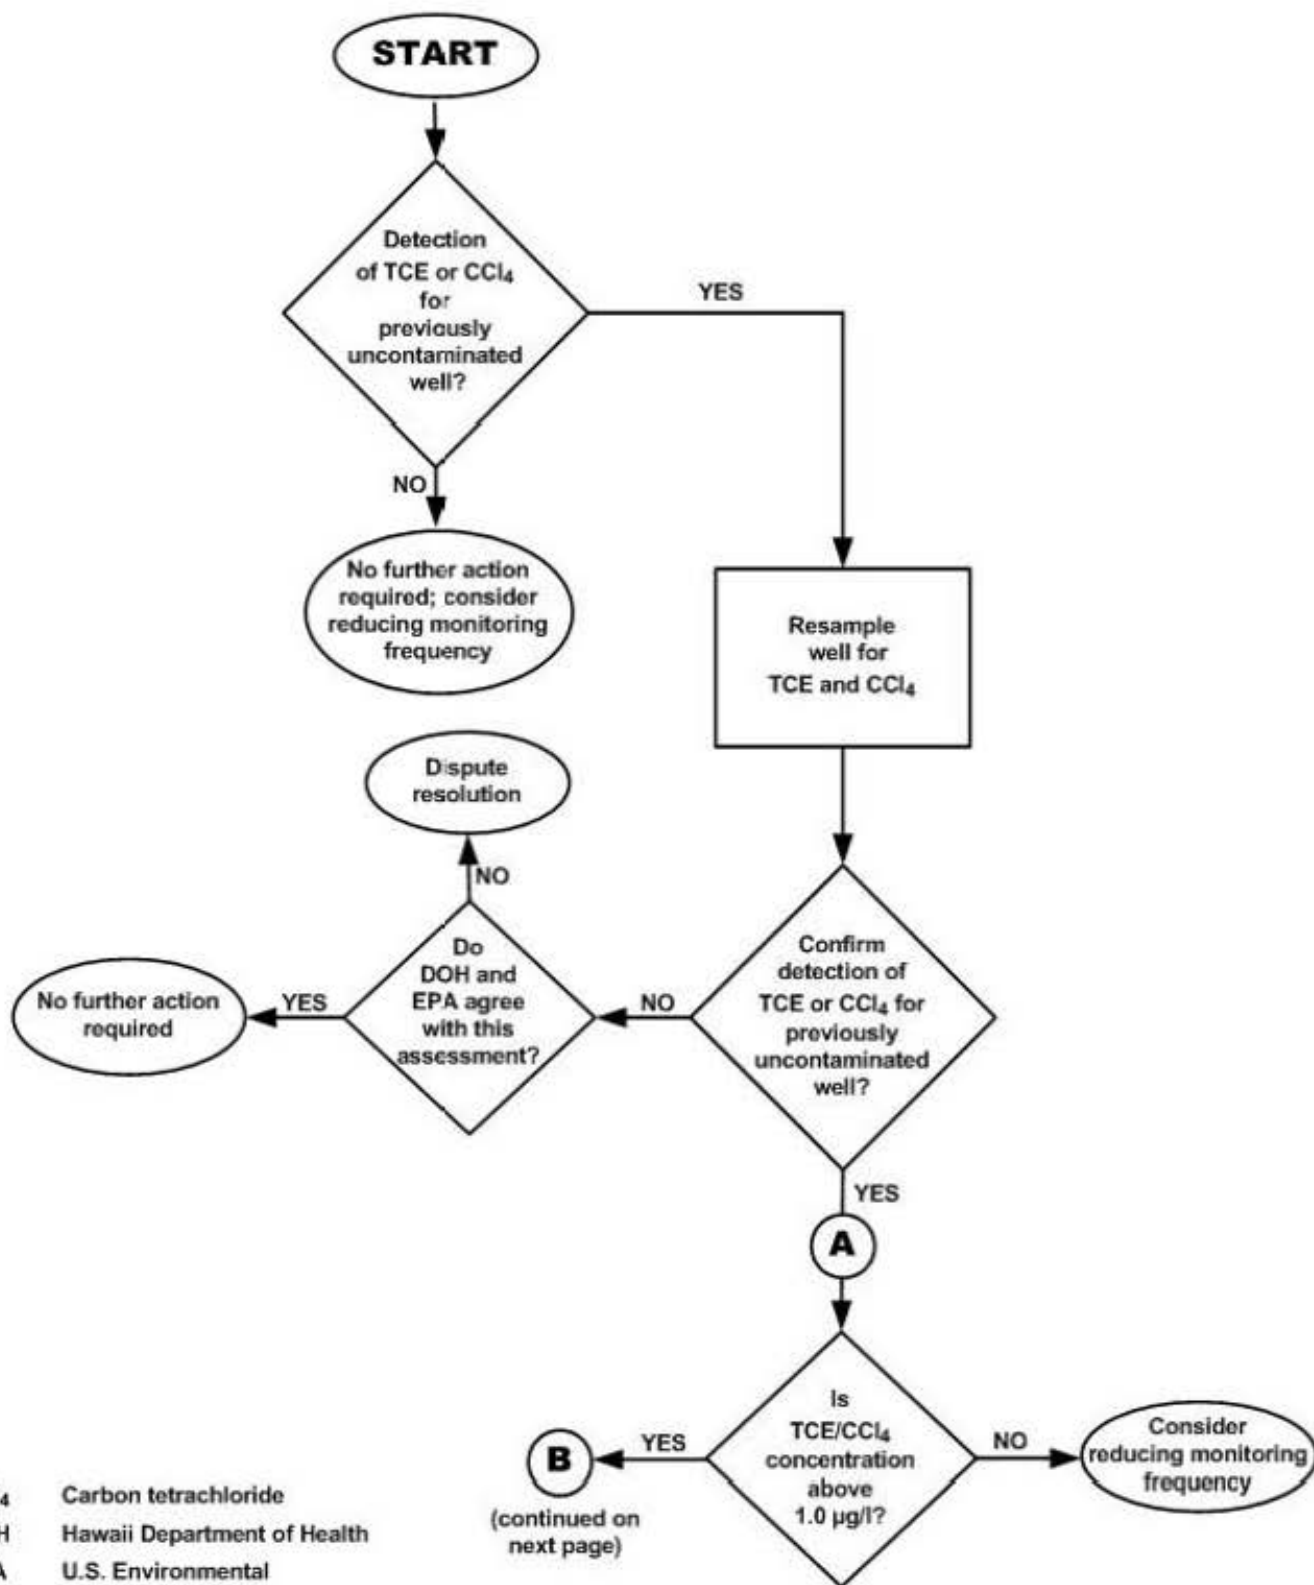 START
Detection
of TCE or CCl₄
for
previously
uncontaminated
well?
YES
NO
No further action
required; consider
reducing monitoring
frequency
Resample
well for
TCE and CCl₄
Dispute
resolution
NO
Do
DOH and
EPA agree
with this
assessment?
YES
No further action
required
NO
Confirm
detection of
TCE or CCl₄ for
previously
uncontaminated
well?
YES
A
Is
TCE/CCl₄
concentration
above
1.0 µg/l?
YES
B
(continued on
next page)
NO
Consider
reducing monitoring
frequency
₄ Carbon tetrachloride
H Hawaii Department of Health
A U.S. Environmental